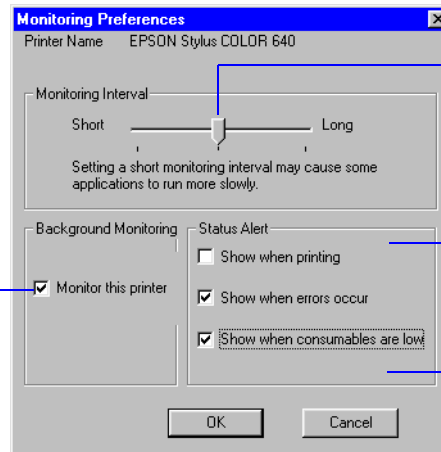 Monitoring Preferences
Printer Name EPSON Stylus COLOR 640
Monitoring Interval
Short Long
Setting a short monitoring interval may cause some
applications to run more slowly.
Background Monitoring
Monitor this printer
Status Alert
Show when printing
Show when errors occur
Show when consumables are low
OK Cancel